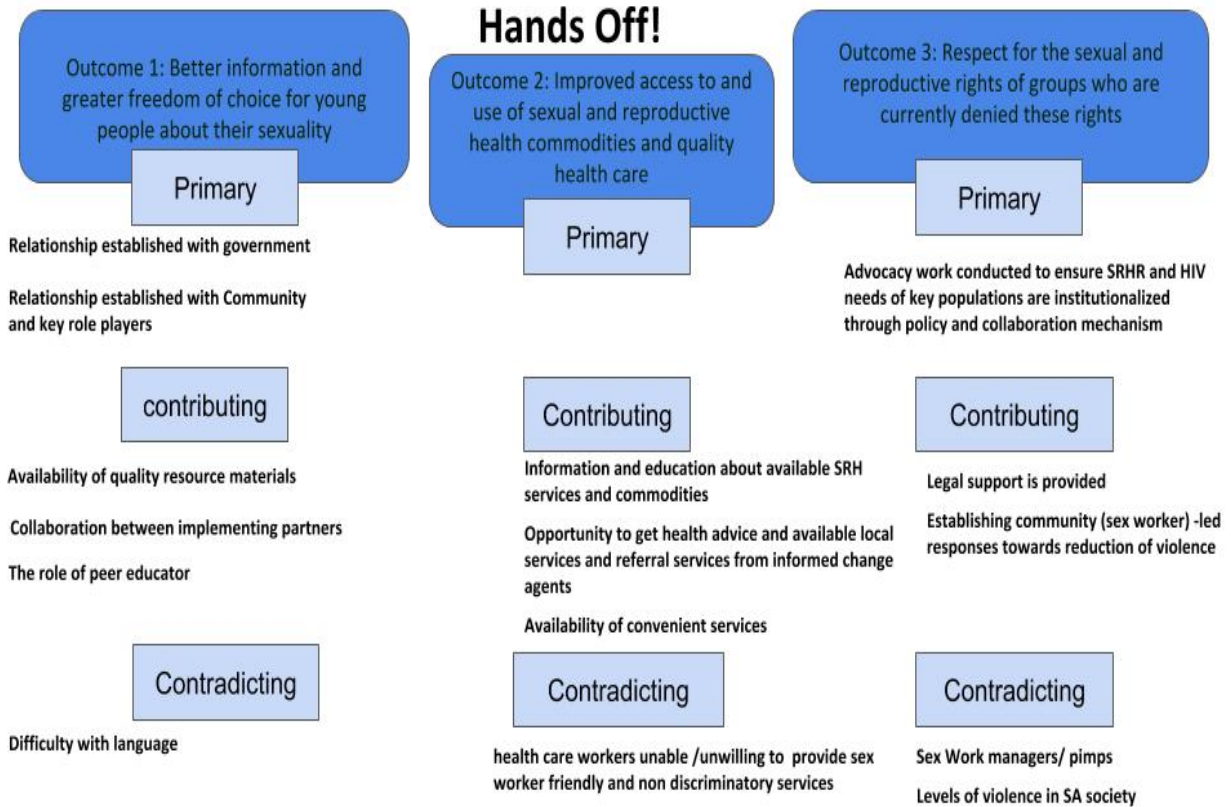 Hands Off!
Outcome 1: Better information and
greater freedom of choice for young
people about their sexuality
Primary
Relationship established with government
Relationship established with Community
and key role players
contributing
Availability of quality resource materials
Collaboration between implementing partners
The role of peer educator
Contradicting
Difficulty with language
Outcome 2: Improved access to and
use of sexual and reproductive
health commodities and quality
health care
Primary
Contributing
Information and education about available SRH
services and commodities
Opportunity to get health advice and available local
services and referral services from informed change
agents
Availability of convenient services
Contradicting
health care workers unable /unwilling to provide sex
worker friendly and non discriminatory services
Outcome 3: Respect for the sexual and
reproductive rights of groups who are
currently denied these rights
Primary
Advocacy work conducted to ensure SRHR and HIV
needs of key populations are institutionalized
through policy and collaboration mechanism
Contributing
Legal support is provided
Establishing community (sex worker) -led
responses towards reduction of violence
Contradicting
Sex Work managers/ pimps
Levels of violence in SA society